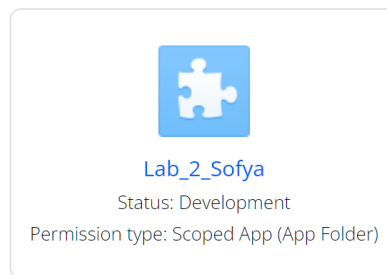 Lab_2_Sofya
Status: Development
Permission type: Scoped App (App Folder)